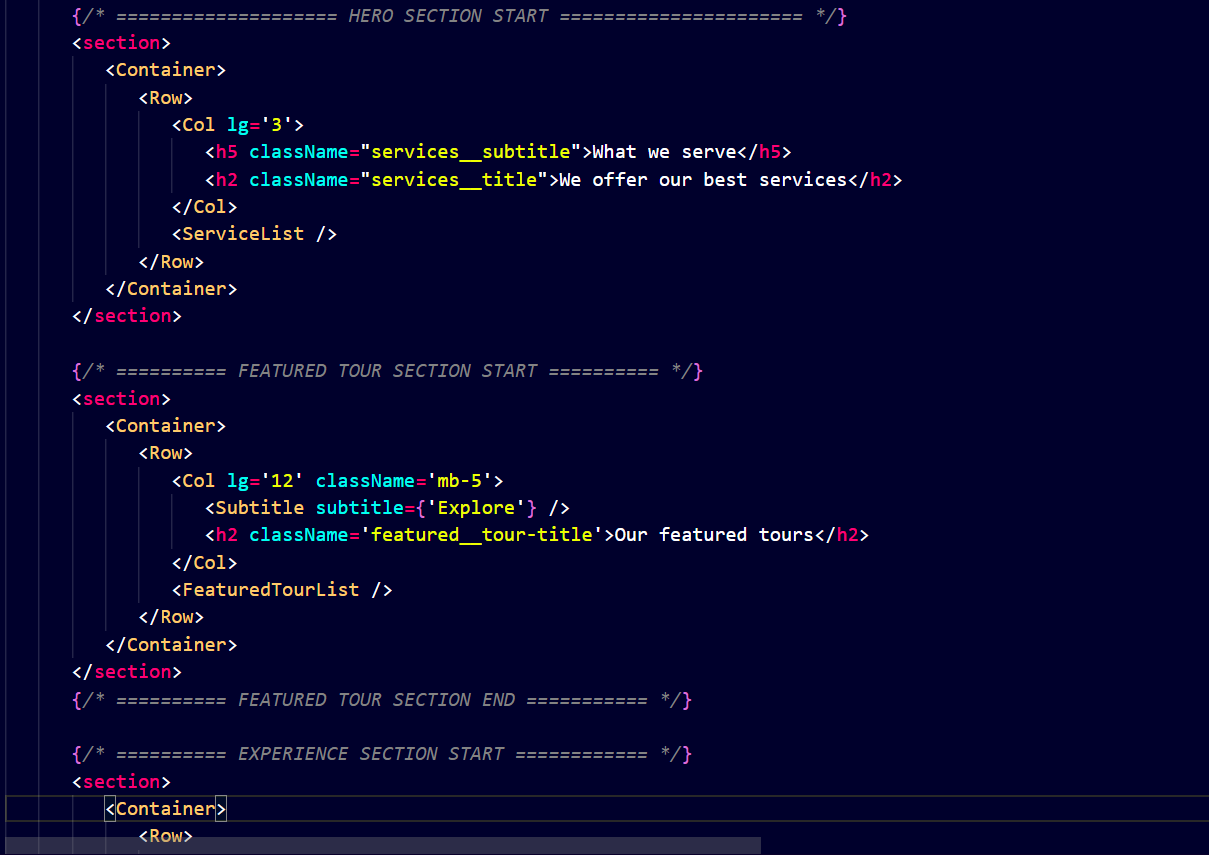 {/* ==================== HERO SECTION START ====================== */}
<section>
<Container>
<Row>
<Col lg='3'>
<h5 className="services__subtitle">What we serve</h5>
<h2 className="services__title">We offer our best services</h2>
</Col>
<ServiceList />
</Row>
</Container>
</section>
{/* ========== FEATURED TOUR SECTION START ========== */}
<section>
<Container>
<Row>
<Col lg='12' className='mb-5'>
<Subtitle subtitle={'Explore'} />
<h2 className='featured__tour-title'>Our featured tours</h2>
</Col>
<FeaturedTourList />
</Row>
</Container>
</section>
{/* ========== FEATURED TOUR SECTION END =========== */}
{/* ========== EXPERIENCE SECTION START ============ */}
<section>
<Container>
<Row>